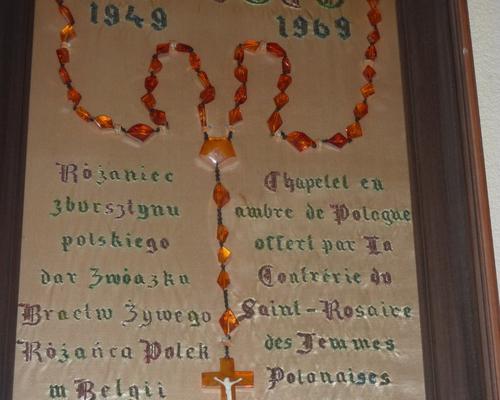 1949 1969
Różaniec
zbursztynu
polskiego
dar Zwóązku
Bractw Żywego
Różańca Polek
w Belgii
Chapelet en
ambre de Pologne
offert par La
Confrérie du
Saint-Rosaire
des Femmes
Polonaises